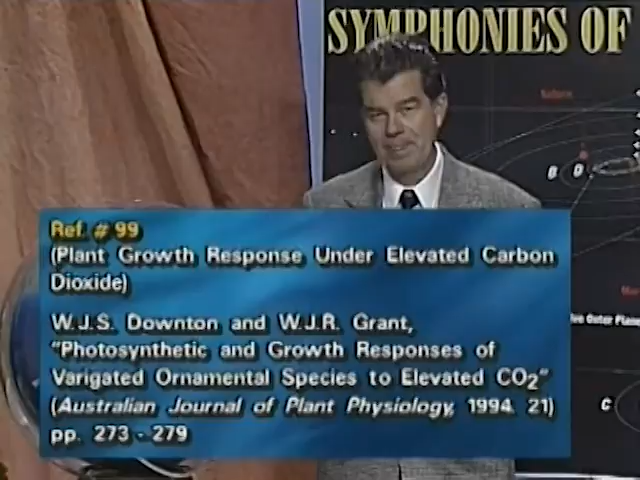 SYMPHONIES OF
Saturn
B D
Ref. # 99
(Plant Growth Response Under Elevated Carbon
Dioxide)
W.J.S. Downton and W.J.R. Grant,
"Photosynthetic and Growth Responses of
Varigated Ornamental Species to Elevated CO2"
(Australian Journal of Plant Physiology, 1994. 21)
pp. 273 - 279
C